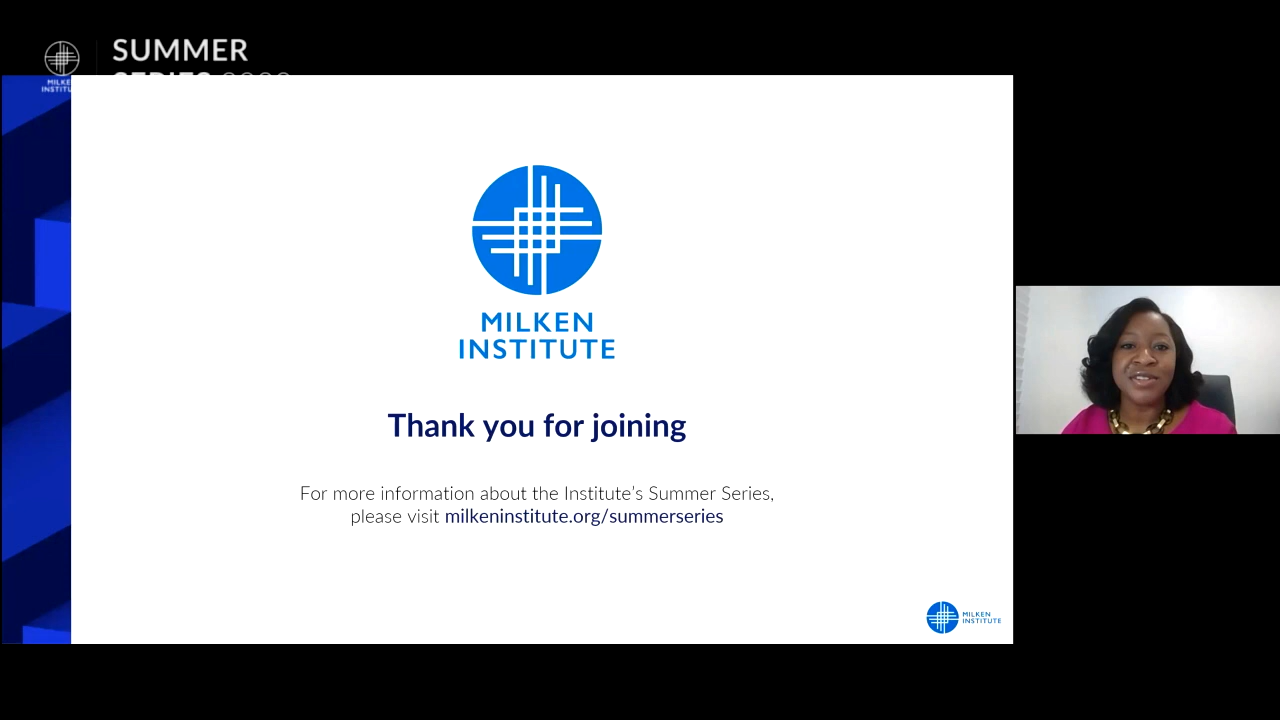 SUMMER
MILKEN
INSTITUTE
Thank you for joining
For more information about the Institute's Summer Series,
please visit milkeninstitute.org/summerseries
MILKEN
INSTITUTE